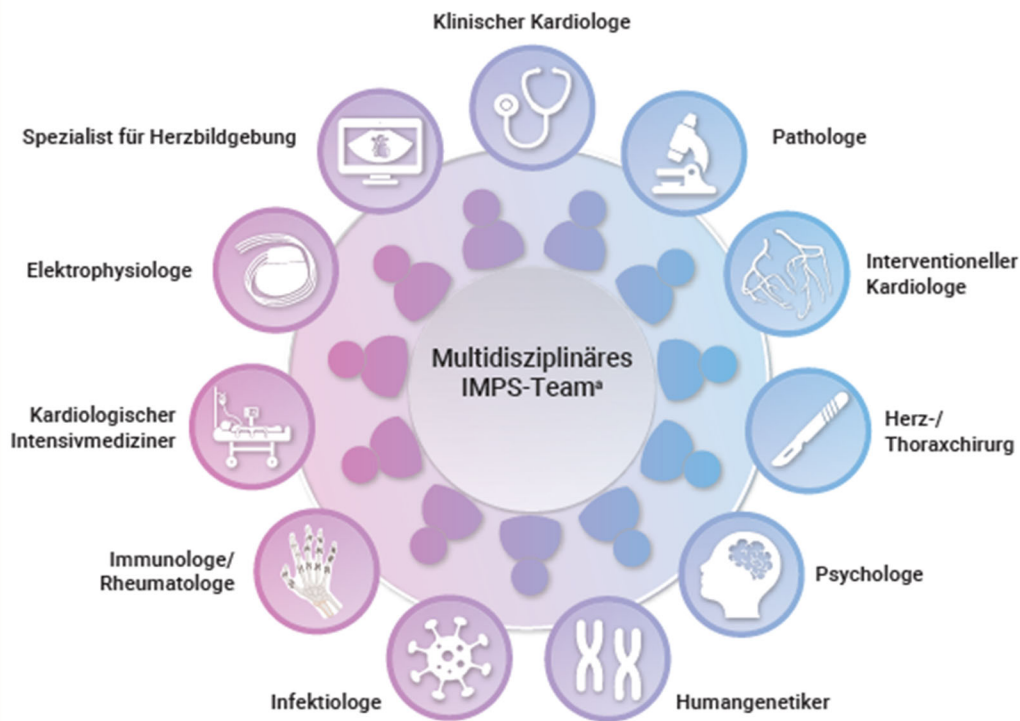 Klinischer Kardiologe
Spezialist für Herzbildgebung
Pathologe
Elektrophysiologe
Interventioneller
Kardiologe
Multidisziplinäres
IMPS-Teamᵃ
Kardiologischer
Intensivmediziner
Herz-/
Thoraxchirurg
Immunologe/
Rheumatologe
Psychologe
Infektiologe
Humangenetiker